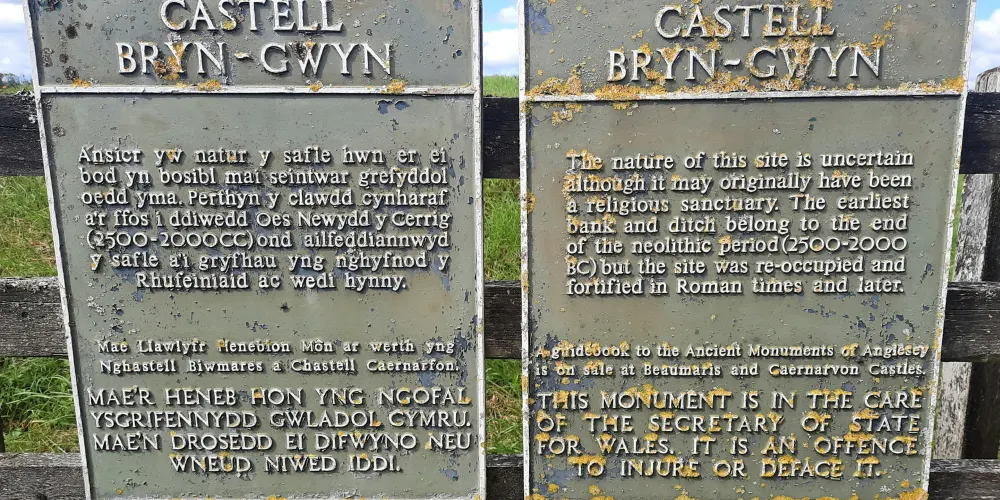 CASTELL
BRYN-GWYN
Ansicr yw natur y safle hwn er ei
bod yn bosibl mai seintwar grefyddol
oedd yma. Perthyn y clawdd cynharaf
a'r ffos i ddiwedd Oes Newydd y Cerrig
(2500-2000CC) ond ailfeddiannwyd
y safle a'i gryfhau yng nghyfnod y
Rhufeiniaid ac wedi hynny.
Mae Llawlyfr Henebion Môn ar werth yng
Nghastell Biwmares a Chastell Caernarfon.
MAE'R HENEB HON YNG NGOFAL
YSGRIFENNYDD GWLADOL CYMRU.
MAE'N DROSEDD EI DIFWYNO NEU
WNEUD NIWED IDDI.
CASTELL
BRYN-GWYN
The nature of this site is uncertain
although it may originally have been
a religious sanctuary. The earliest
bank and ditch belong to the end
of the neolithic period (2500-2000
BC) but the site was re-occupied and
fortified in Roman times and later.
A guidebook to the Ancient Monuments of Anglesey
is on sale at Beaumaris and Caernarvon Castles.
THIS MONUMENT IS IN THE CARE
OF THE SECRETARY OF STATE
FOR WALES. IT IS AN OFFENCE
TO INJURE OR DEFACE IT.